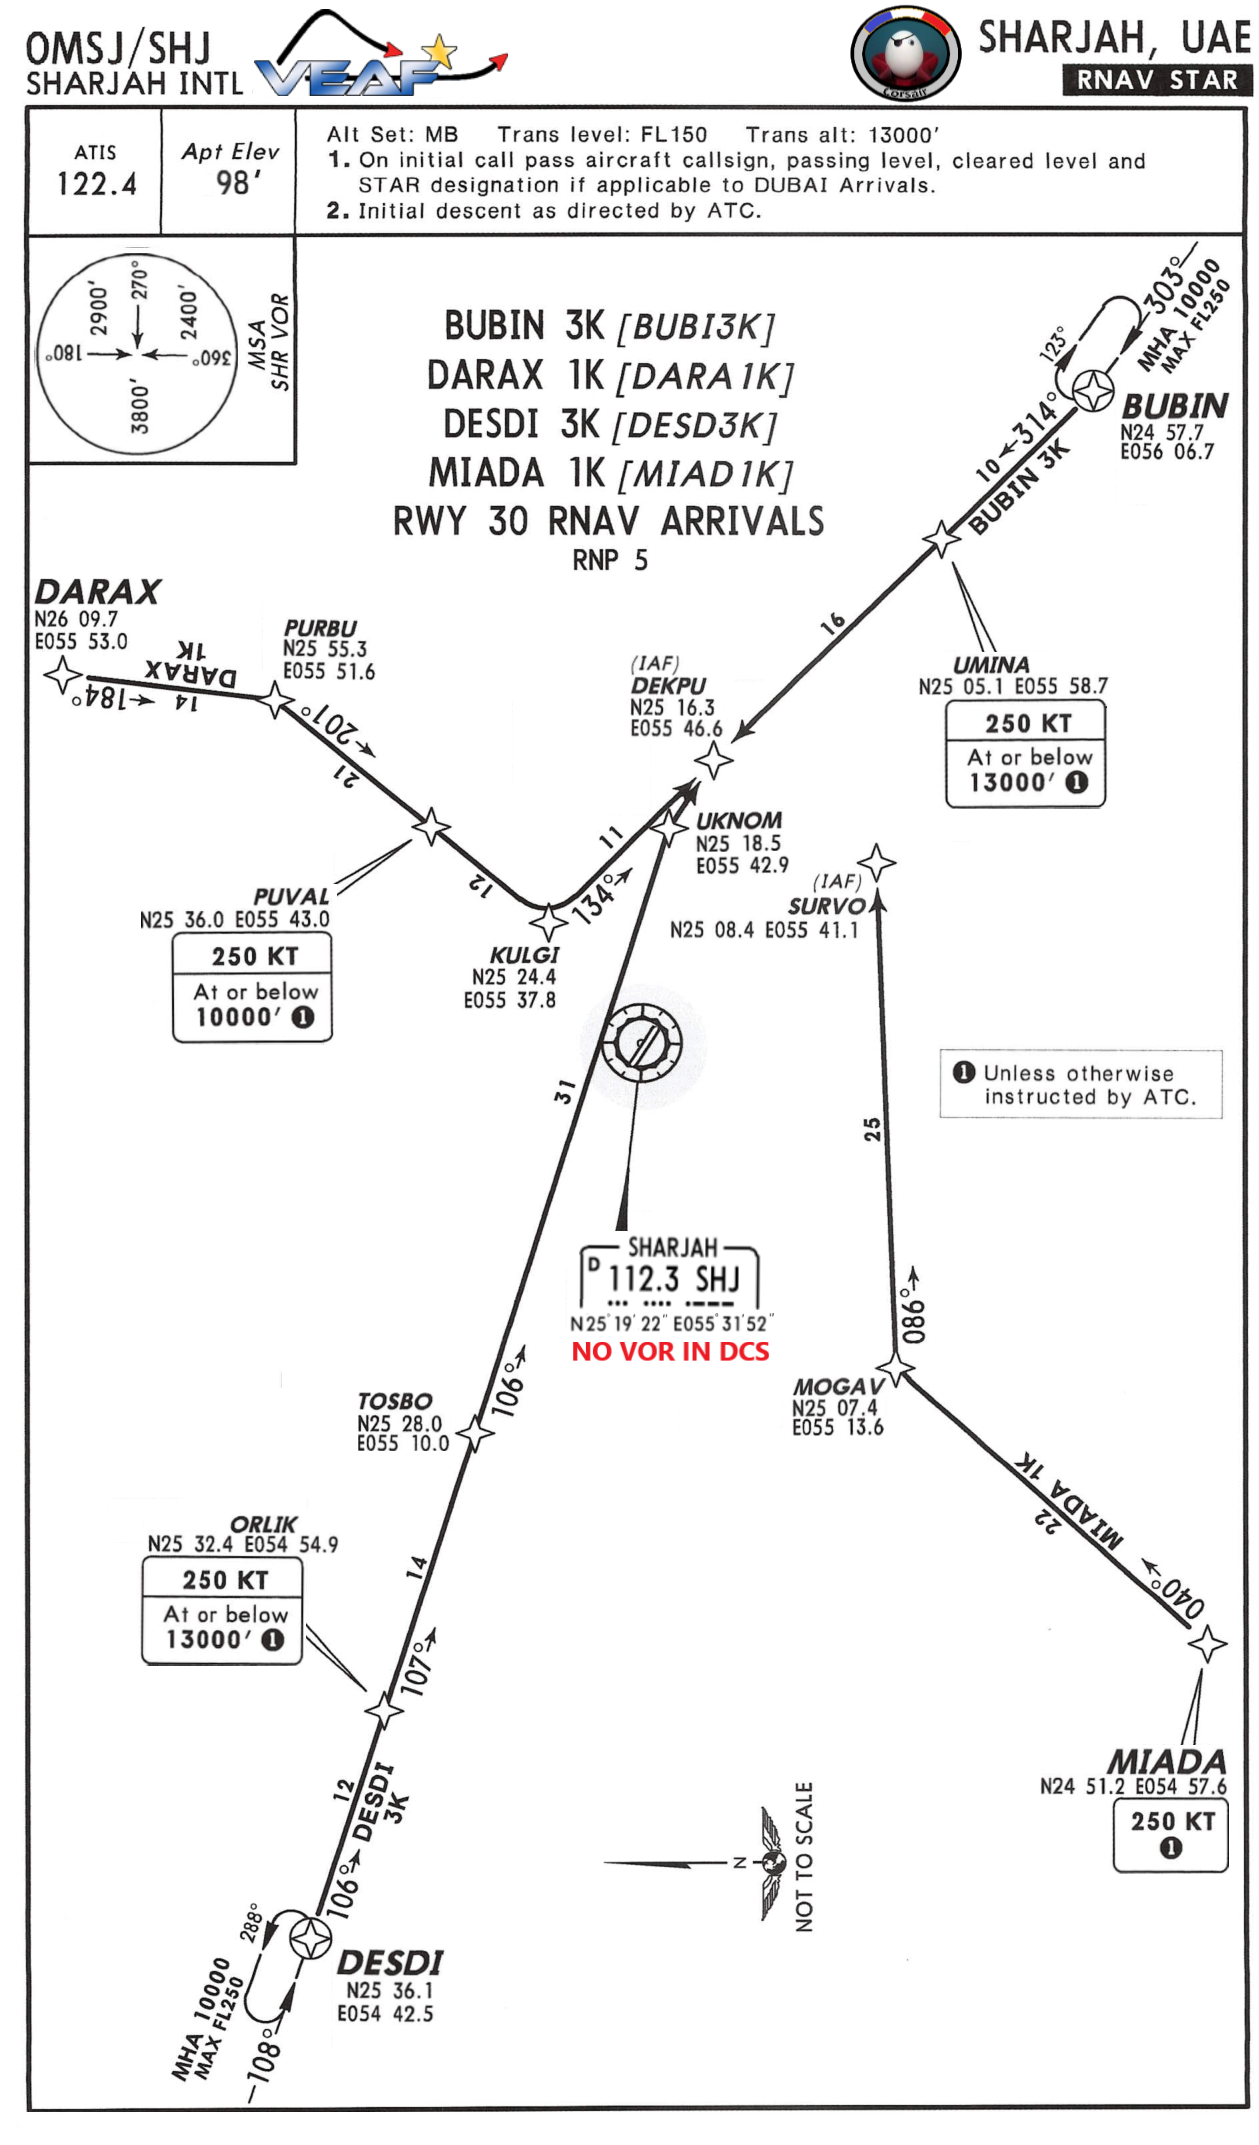 OMSJ/SHJ
SHARJAH INTL
VEAF
corsair
SHARJAH, UAE
RNAV STAR
ATIS
122.4
Apt Elev
98'
Alt Set: MB Trans level: FL150 Trans alt: 13000'
1. On initial call pass aircraft callsign, passing level, cleared level and
STAR designation if applicable to DUBAI Arrivals.
2. Initial descent as directed by ATC.
2900'
270°
2400'
180°
360°
3800'
MSA
SHR VOR
BUBIN 3K [BUBI3K]
DARAX 1K [DARA1K]
DESDI 3K [DESD3K]
MIADA 1K [MIAD1K]
RWY 30 RNAV ARRIVALS
RNP 5
303°
MHA 10000
MAX FL250
123°
BUBIN
N24 57.7
E056 06.7
314°
10
BUBIN 3K
16
UMINA
N25 05.1 E055 58.7
250 KT
At or below
13000' 1
DARAX
N26 09.7
E055 53.0
DARAX
1K
184°
14
PURBU
N25 55.3
E055 51.6
201°
21
PUVAL
N25 36.0 E055 43.0
250 KT
At or below
10000' 1
12
KULGI
N25 24.4
E055 37.8
134°
11
(IAF)
DEKPU
N25 16.3
E055 46.6
UKNOM
N25 18.5
E055 42.9
(IAF)
SURVO
N25 08.4 E055 41.1
1 Unless otherwise
instructed by ATC.
31
25
SHARJAH
D
112.3 SHJ
N25°19'22" E055°31'52"
NO VOR IN DCS
086°
MOGAV
N25 07.4
E055 13.6
MIADA 1K
22
040°
MIADA
N24 51.2 E054 57.6
250 KT
1
TOSBO
N25 28.0
E055 10.0
106°
14
ORLIK
N25 32.4 E054 54.9
250 KT
At or below
13000' 1
107°
12
DESDI
3K
106°
288°
DESDI
N25 36.1
E054 42.5
MHA 10000
MAX FL250
108°
N
NOT TO SCALE